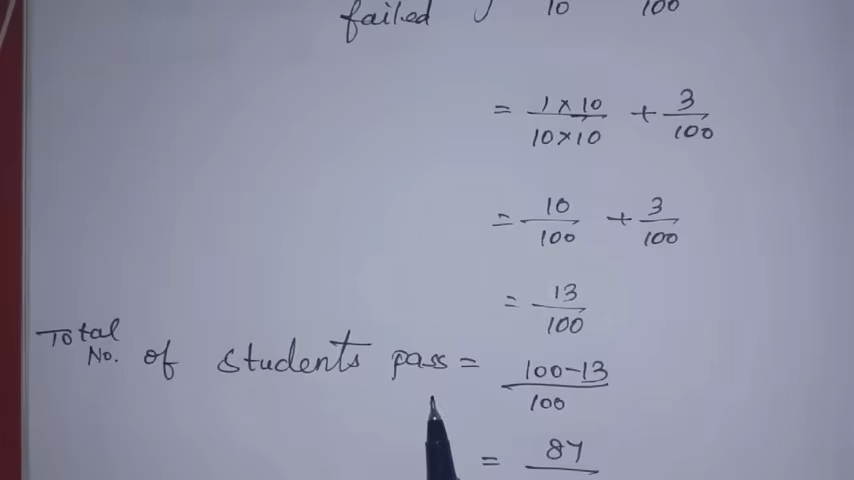 failed 10 100
= 1 × 10 / 10 × 10 + 3 / 100
= 10 / 100 + 3 / 100
= 13 / 100
Total No. of students pass = 100 - 13 / 100
= 87